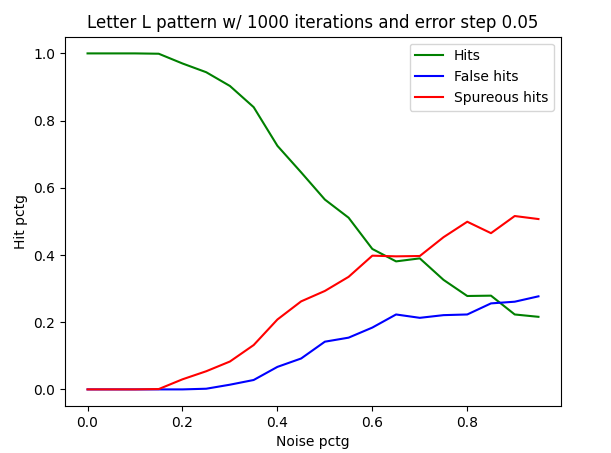 Letter L pattern w/ 1000 iterations and error step 0.05
Hits
False hits
Spureous hits
Hit pctg
1.0
0.8
0.6
0.4
0.2
0.0
0.0 0.2 0.4 0.6 0.8
Noise pctg